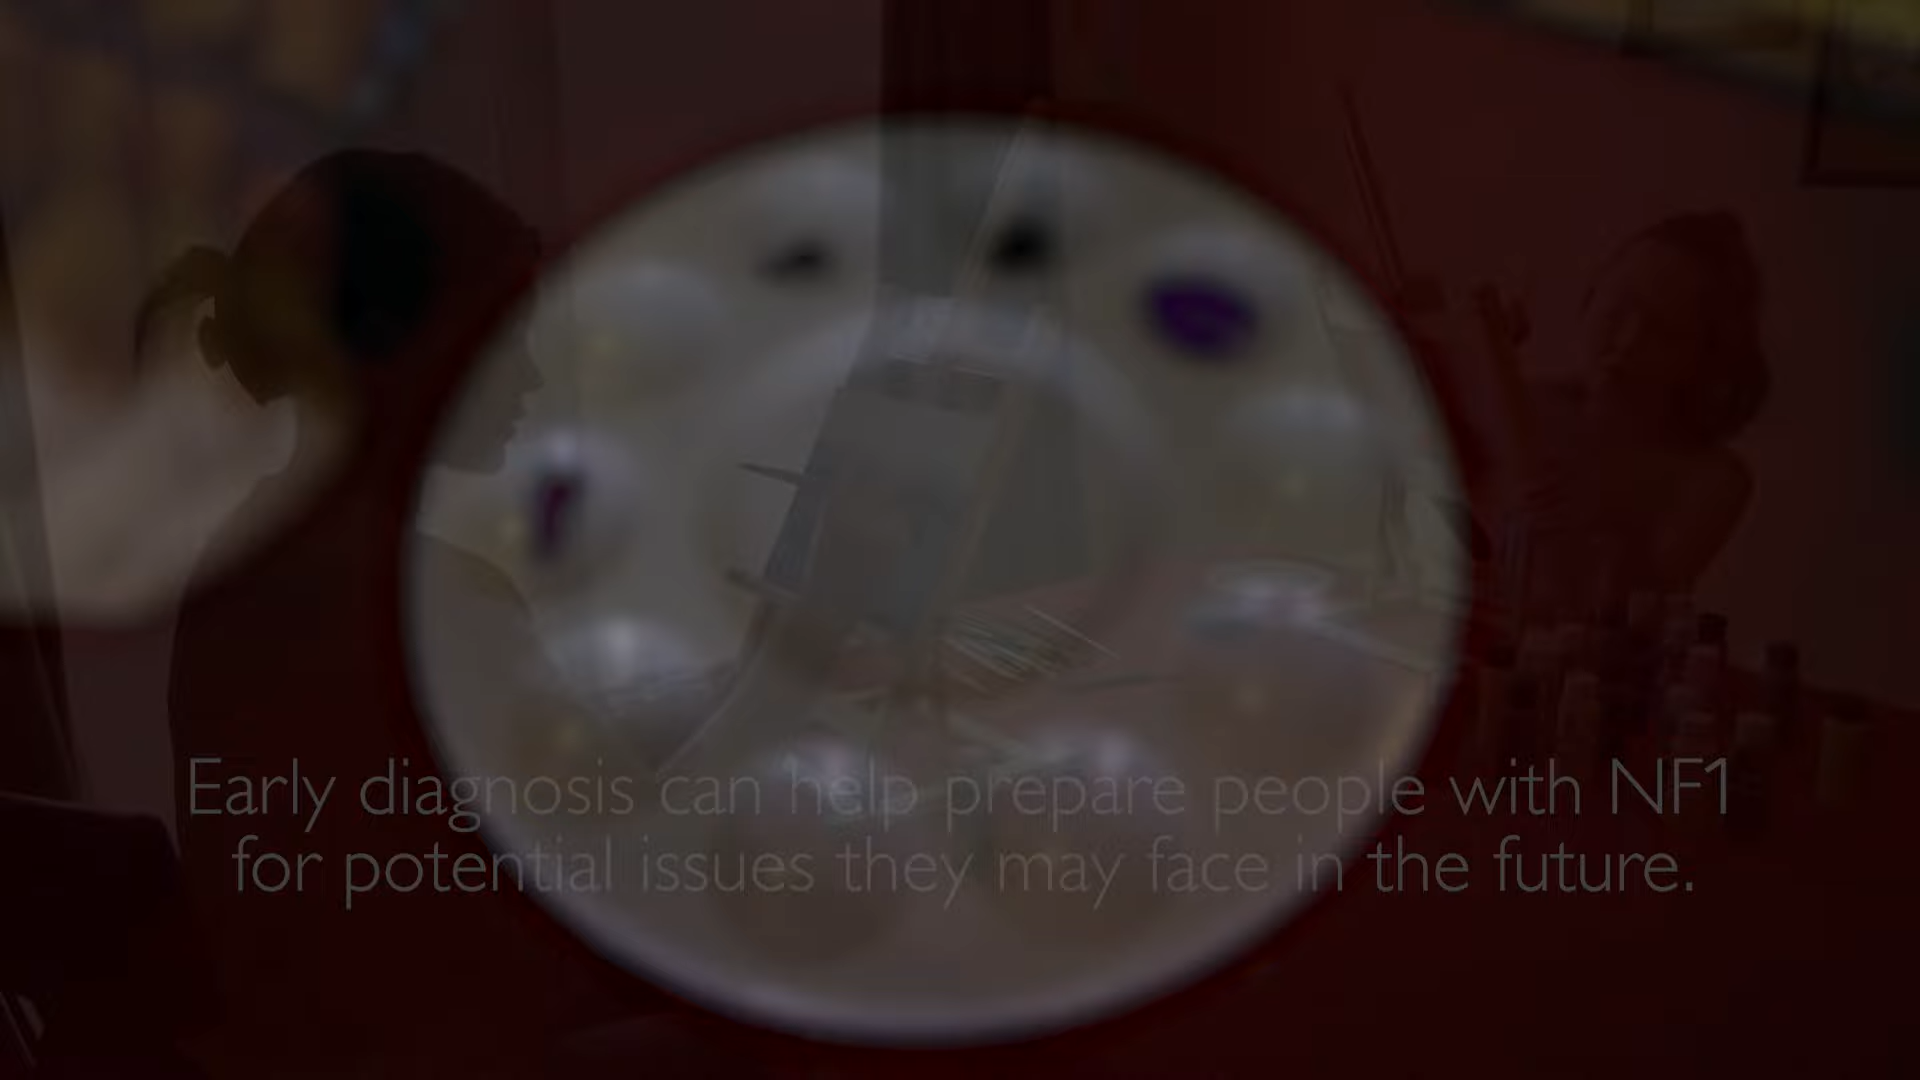 Early diagnosis can help prepare people with NF1
for potential issues they may face in the future.